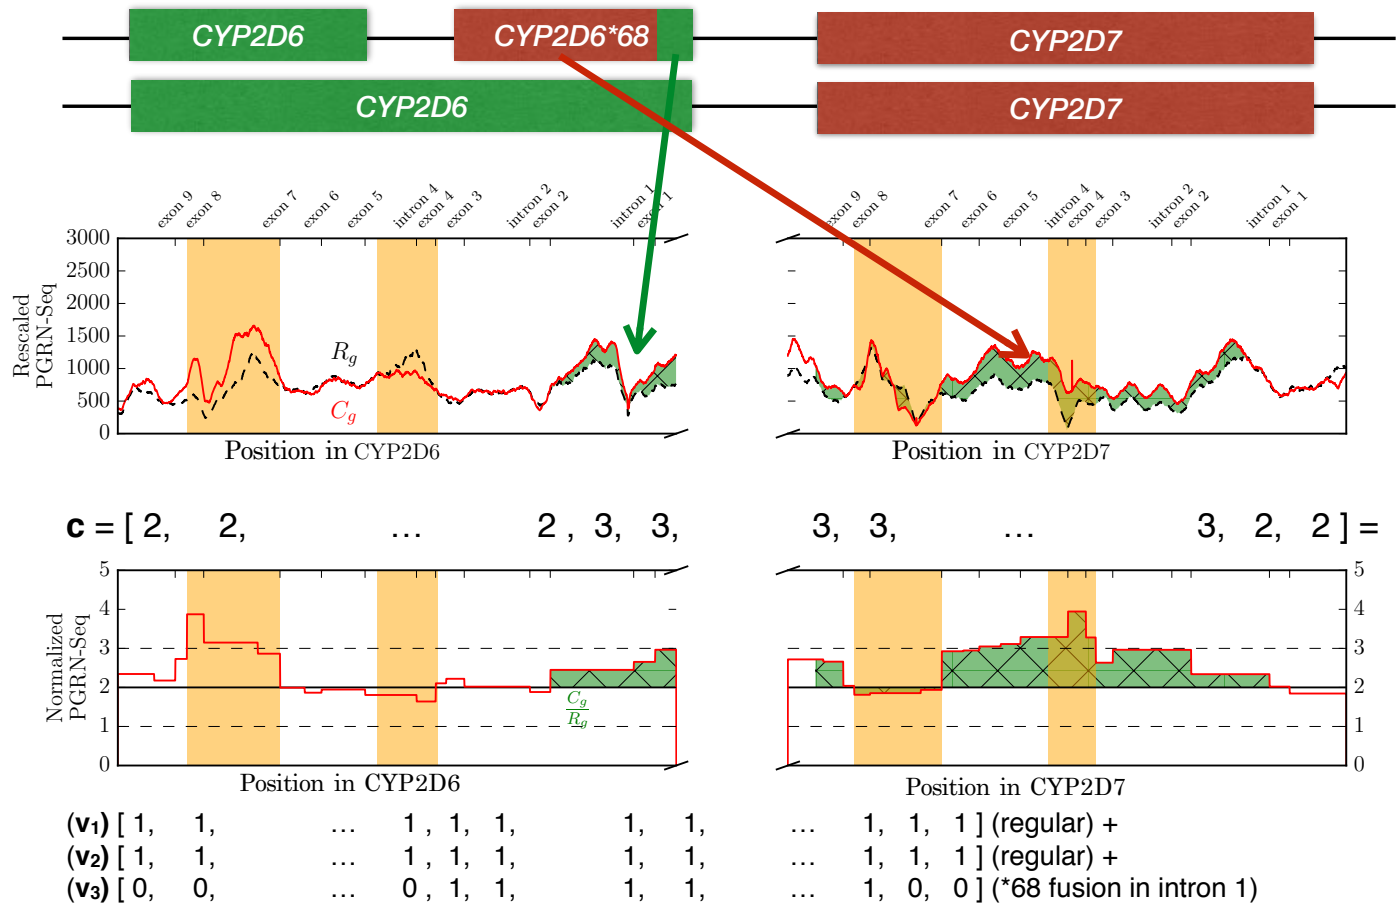 CYP2D6 CYP2D6*68 CYP2D7
CYP2D6 CYP2D7
exon 9 exon 8 exon 7 exon 6 exon 5 intron 4 exon 4 exon 3 intron 2 exon 2 intron 1 exon 1
exon 9 exon 8 exon 7 exon 6 exon 5 intron 4 exon 4 exon 3 intron 2 exon 2 intron 1 exon 1
Rescaled
PGRN-Seq
3000
2500
2000
1500
1000
500
0
R_g
C_g
Position in CYP2D6 Position in CYP2D7
c = [ 2, 2, ... 2 , 3, 3, 3, 3, ... 3, 2, 2 ] =
Normalized
PGRN-Seq
5 5
4 4
3 3
2 2
1 1
0 0
C_g
R_g
Position in CYP2D6 Position in CYP2D7
(v₁) [ 1, 1, ... 1 , 1, 1, 1, 1, ... 1, 1, 1 ] (regular) +
(v₂) [ 1, 1, ... 1, 1, 1, 1, 1, ... 1, 1, 1 ] (regular) +
(v₃) [ 0, 0, ... 0, 1, 1, 1, 1, ... 1, 0, 0 ] (*68 fusion in intron 1)